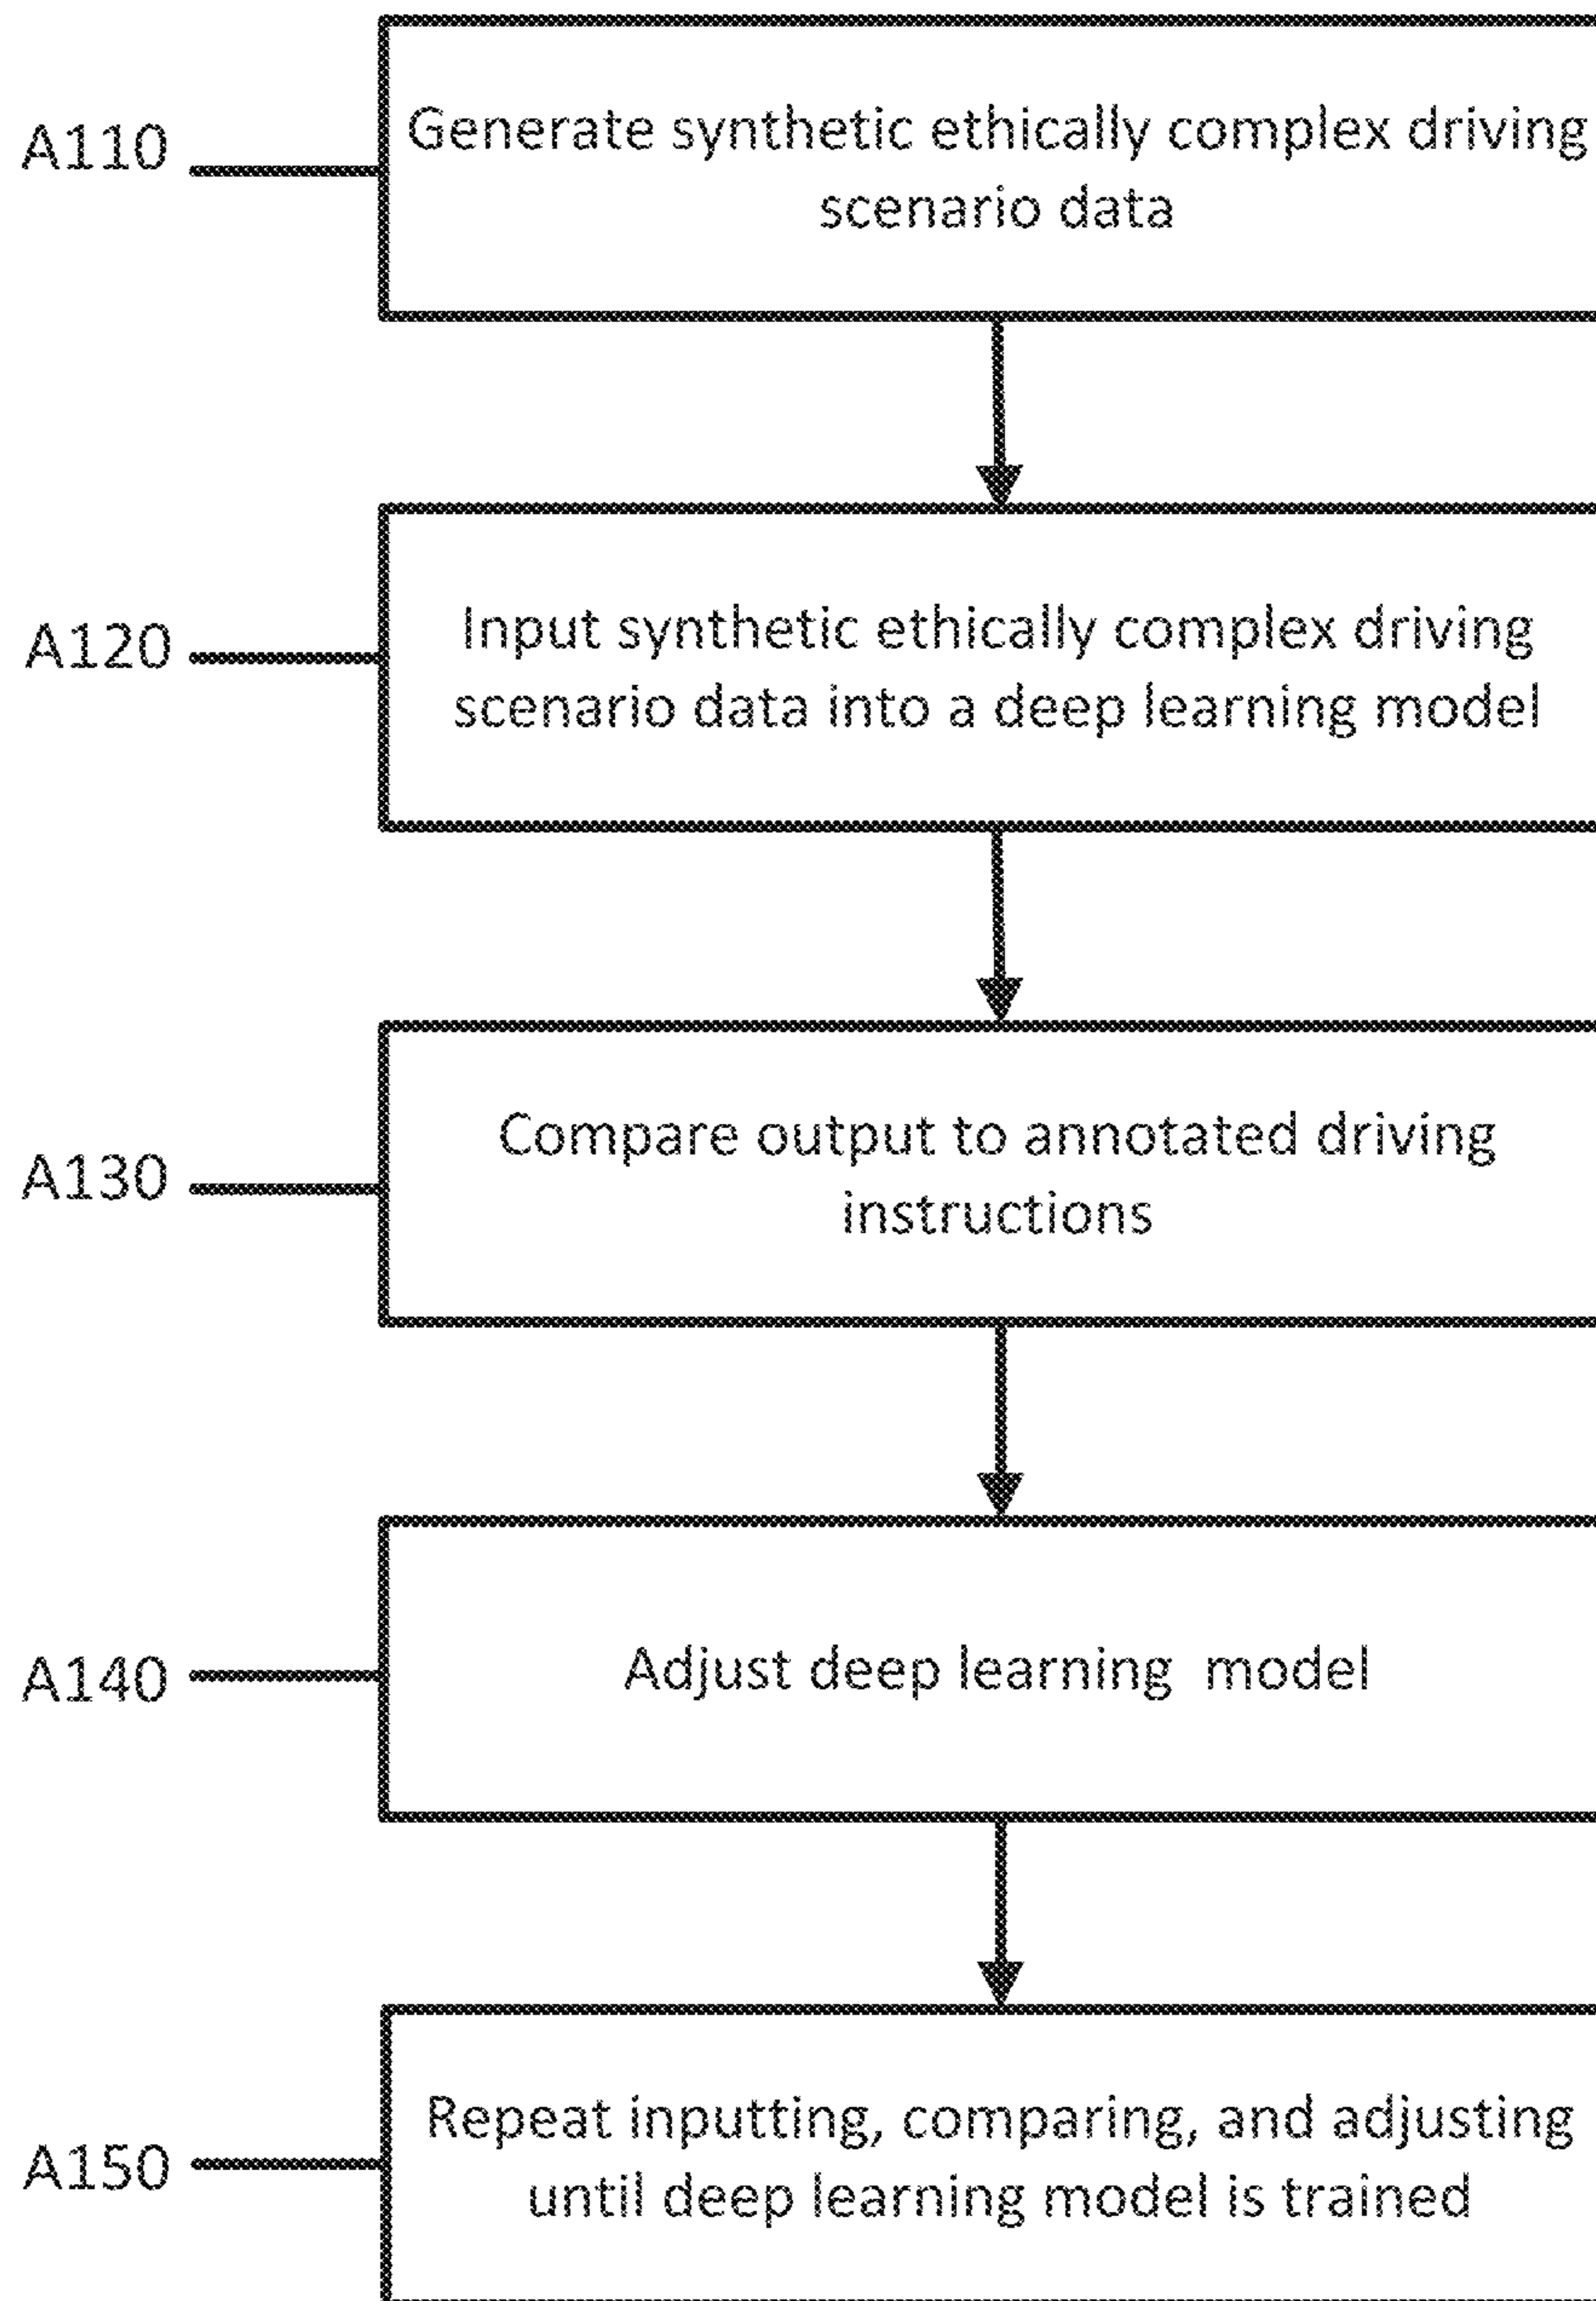 A110
Generate synthetic ethically complex driving
scenario data
A120
Input synthetic ethically complex driving
scenario data into a deep learning model
A130
Compare output to annotated driving
instructions
A140
Adjust deep learning model
A150
Repeat inputting, comparing, and adjusting
until deep learning model is trained